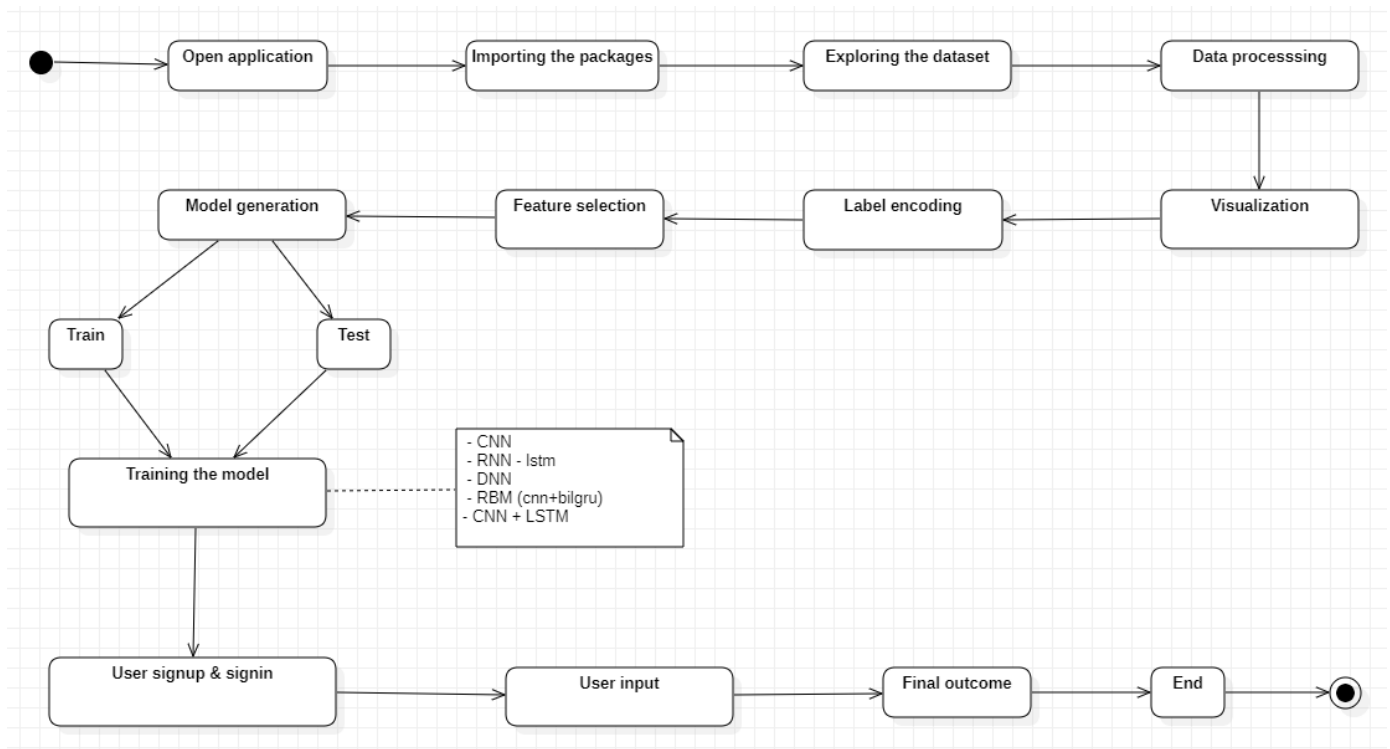 Open application
Importing the packages
Exploring the dataset
Data processsing
Model generation
Feature selection
Label encoding
Visualization
Train
Test
Training the model
- CNN
- RNN - lstm
- DNN
- RBM (cnn+bilgru)
- CNN + LSTM
User signup & signin
User input
Final outcome
End